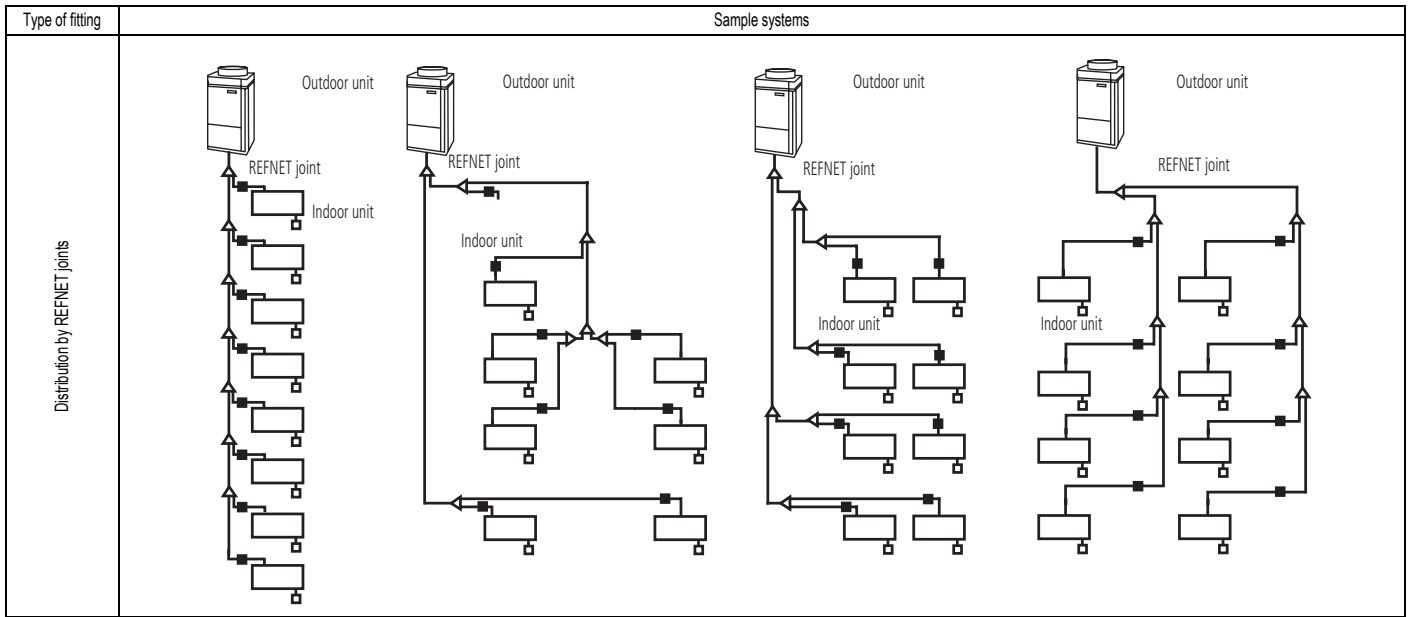 Type of fitting
Sample systems
Distribution by REFNET joints
Outdoor unit
REFNET joint
Indoor unit
Outdoor unit
REFNET joint
Indoor unit
Outdoor unit
REFNET joint
Indoor unit
Outdoor unit
REFNET joint
Indoor unit